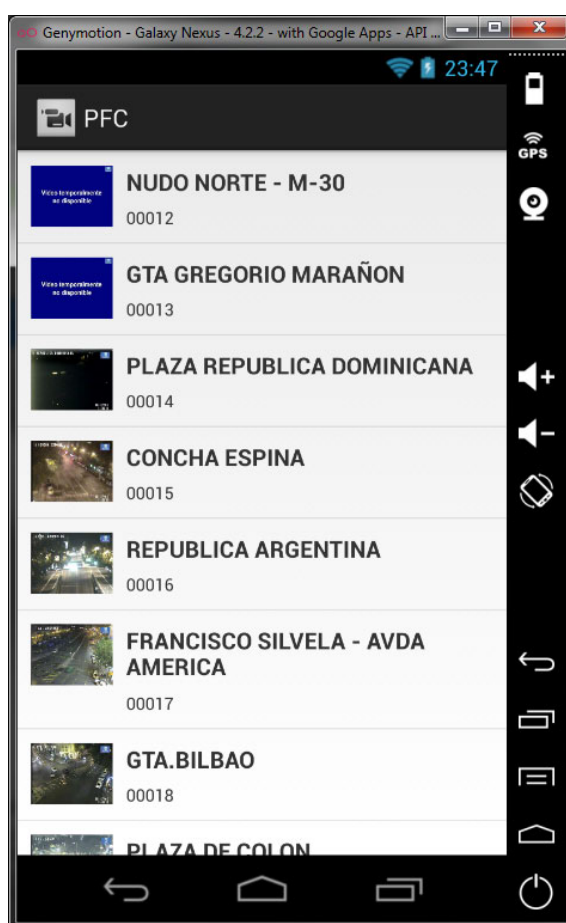 Genymotion - Galaxy Nexus - 4.2.2 - with Google Apps - API ...
23:47
PFC
GPS
Video temporalmente
no disponible
NUDO NORTE - M-30
00012
Video temporalmente
no disponible
GTA GREGORIO MARAÑON
00013
PLAZA REPUBLICA DOMINICANA
00014
CONCHA ESPINA
00015
REPUBLICA ARGENTINA
00016
FRANCISCO SILVELA - AVDA
AMERICA
00017
GTA.BILBAO
00018
PLAZA DE COLON